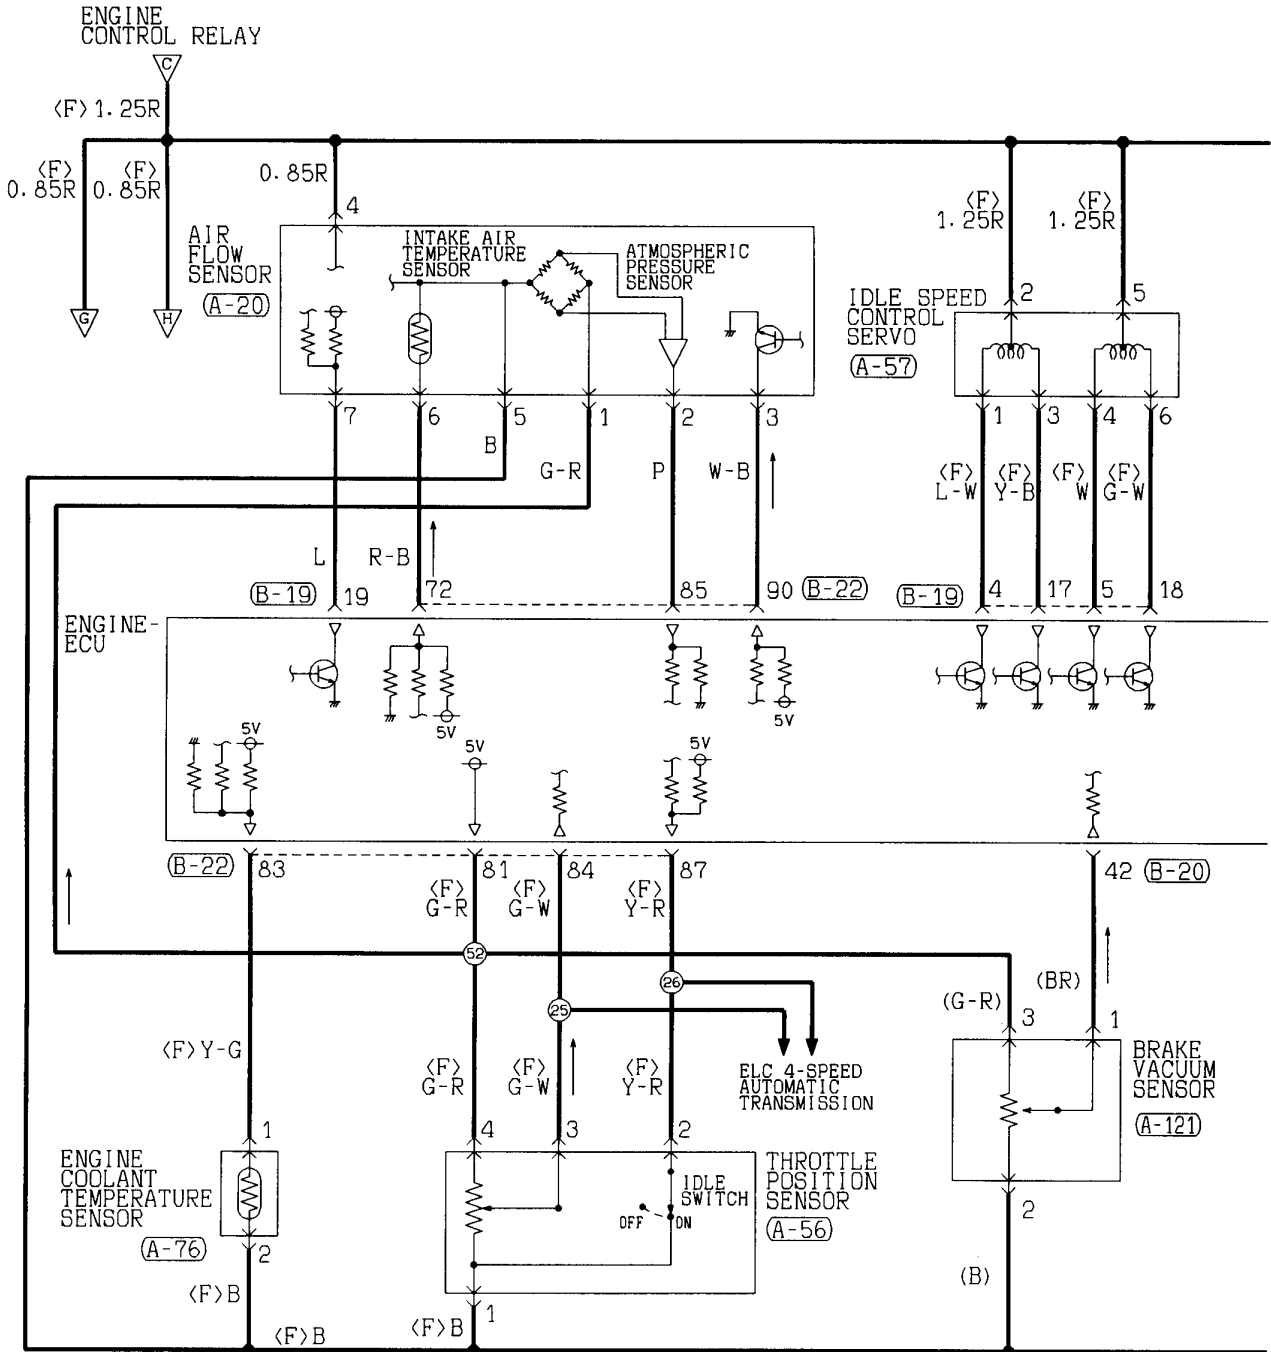 ENGINE
CONTROL RELAY
C
<F>1.25R
<F>
0.85R
<F>
0.85R
0.85R
<F>
1.25R
<F>
1.25R
4
AIR
FLOW
SENSOR
A-20
INTAKE AIR
TEMPERATURE
SENSOR
ATMOSPHERIC
PRESSURE
SENSOR
G
H
IDLE SPEED
CONTROL
SERVO
A-57
2
5
7
6
5
1
2
3
1
3
4
6
B
G-R
P
W-B
<F>
L-W
<F>
Y-B
<F>
W
<F>
G-W
L
R-B
B-19
19
72
85
90
B-22
B-19
4
17
5
18
ENGINE-
ECU
5V
5V
5V
5V
5V
B-22
83
81
84
87
42
B-20
<F>
G-R
<F>
G-W
<F>
Y-R
52
26
25
(G-R)
(BR)
3
1
<F>Y-G
<F>
G-R
<F>
G-W
<F>
Y-R
ELC 4-SPEED
AUTOMATIC
TRANSMISSION
BRAKE
VACUUM
SENSOR
A-121
1
4
3
2
ENGINE
COOLANT
TEMPERATURE
SENSOR
A-76
IDLE
SWITCH
OFF
ON
THROTTLE
POSITION
SENSOR
A-56
2
2
1
<F>B
<F>B
<F>B
(B)